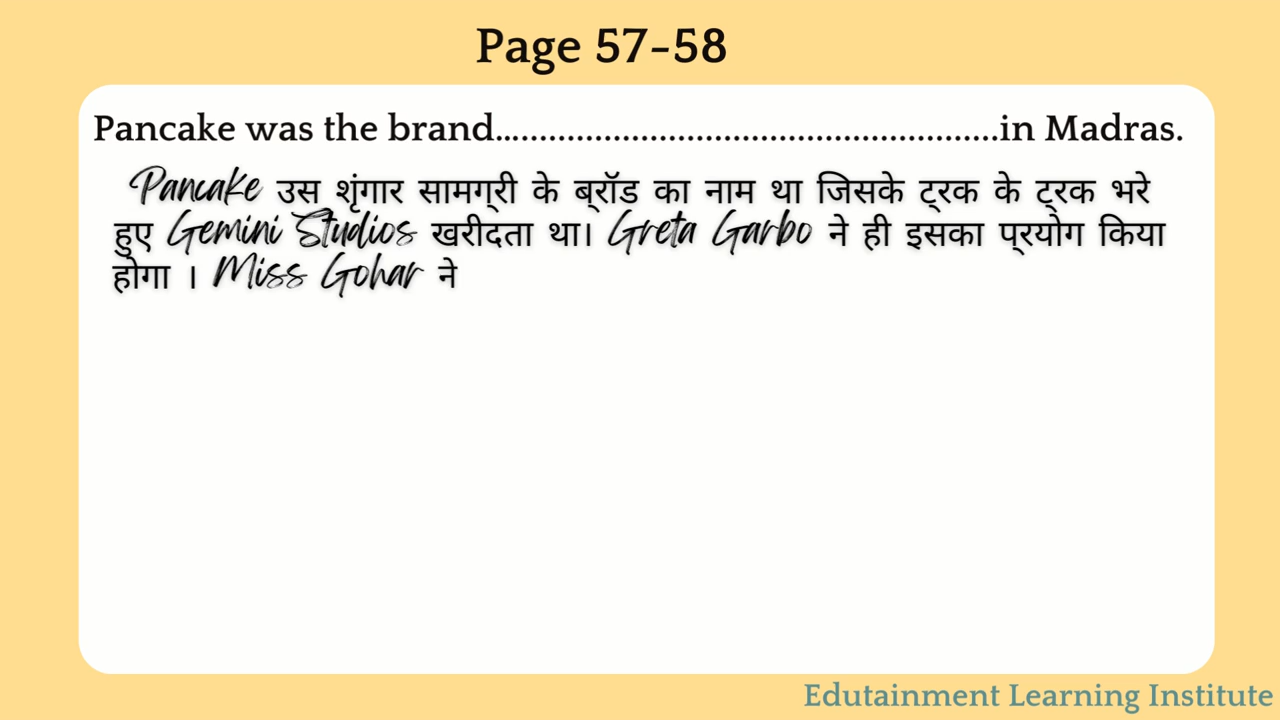 Page 57-58
Pancake was the brand........................................................in Madras.
Pancake उस शृंगार सामग्री के ब्रॉड का नाम था जिसके ट्रक के ट्रक भरे
हुए Gemini Studios खरीदता था। Greta Garbo ने ही इसका प्रयोग किया
होगा । Miss Gohar ने
Edutainment Learning Institute